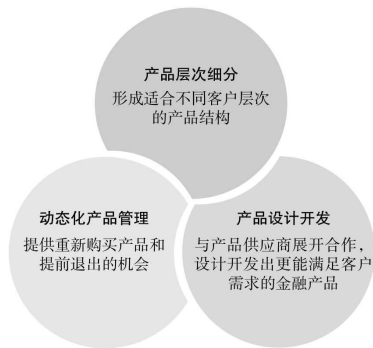 产品层次细分
形成适合不同客户层次
的产品结构
动态化产品管理
提供重新购买产品和
提前退出的机会
产品设计开发
与产品供应商展开合作，
设计开发出更能满足客户
需求的金融产品